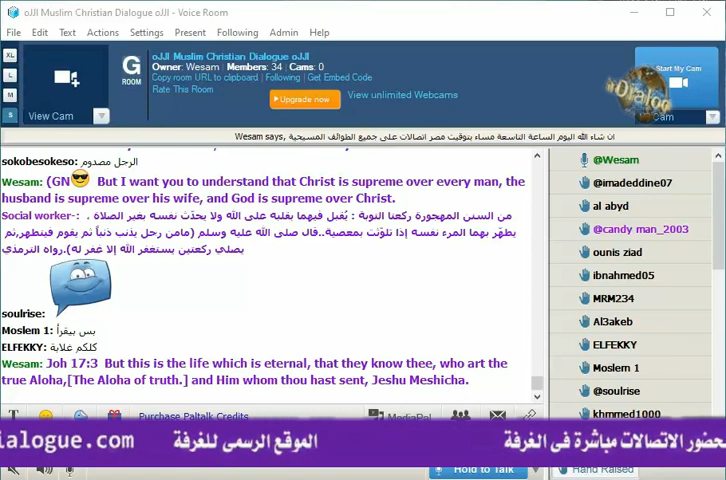 oJJl Muslim Christian Dialogue oJJl - Voice Room
File Edit Text Actions Settings Present Following Admin Help
XL
L
M
S
View Cam
G
ROOM
oJJl Muslim Christian Dialogue oJJl
Owner: Wesam | Members: 34 | Cams: 0
Copy room URL to clipboard | Following | Get Embed Code
Rate This Room
Upgrade now
View unlimited Webcams
Start My Cam
Dialog
Cam
Wesam says, ان شاء الله اليوم الساعة التاسعة مساء بتوقيت مصر اتصالات على جميع الطوائف المسيحية
sokobesokeso: الرجل مصدوم
Wesam: (GN But I want you to understand that Christ is supreme over every man, the
husband is supreme over his wife, and God is supreme over Christ.
Social worker-: من السنن المهجورة ركعتا التوبة : يُقبل فيهما بقلبه على الله ولا يحدّث نفسه بغير الصلاة ،
يطهّر بهما المرء نفسه إذا تلوّثت بمعصية..قال صلى الله عليه وسلم (مامن رجل يذنب ذنباً ثم يقوم فيتطهر,ثم
يصلي ركعتين يستغفر الله إلا غفر له).رواه الترمذي
soulrise:
Moslem 1: بس بيقرأ
ELFEKKY: كلكم غلابة
Wesam: Joh 17:3 But this is the life which is eternal, that they know thee, who art the
true Aloha,[The Aloha of truth.] and Him whom thou hast sent, Jeshu Meshicha.
@Wesam
@imadeddine07
al abyd
@candy man_2003
ounis ziad
ibnahmed05
MRM234
Al3akeb
ELFEKKY
Moslem 1
@soulrise
khmmed1000
Purchase Paltalk Credits
MediaPal
ialogue.com الموقع الرسمى للغرفة
حضور الاتصالات مباشرة فى الغرفة
Hold to Talk
Hand Raised